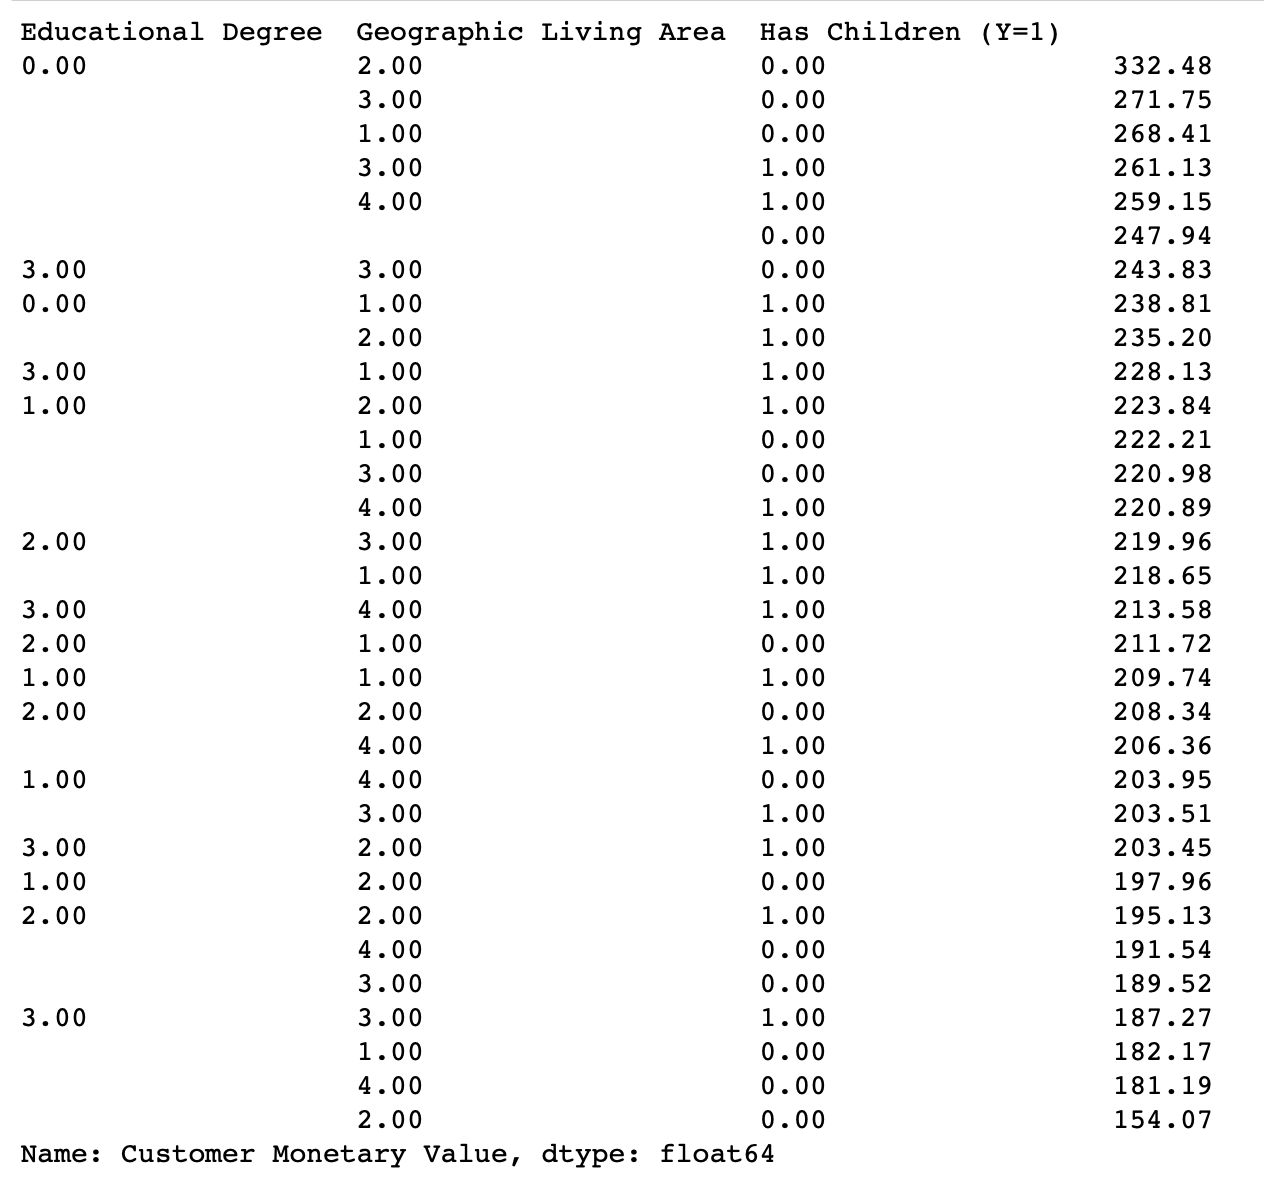 Educational Degree  Geographic Living Area  Has Children (Y=1)
0.00                2.00                    0.00                 332.48
                    3.00                    0.00                 271.75
                    1.00                    0.00                 268.41
                    3.00                    1.00                 261.13
                    4.00                    1.00                 259.15
                                            0.00                 247.94
3.00                3.00                    0.00                 243.83
0.00                1.00                    1.00                 238.81
                    2.00                    1.00                 235.20
3.00                1.00                    1.00                 228.13
1.00                2.00                    1.00                 223.84
                    1.00                    0.00                 222.21
                    3.00                    0.00                 220.98
                    4.00                    1.00                 220.89
2.00                3.00                    1.00                 219.96
                    1.00                    1.00                 218.65
3.00                4.00                    1.00                 213.58
2.00                1.00                    0.00                 211.72
1.00                1.00                    1.00                 209.74
2.00                2.00                    0.00                 208.34
                    4.00                    1.00                 206.36
1.00                4.00                    0.00                 203.95
                    3.00                    1.00                 203.51
3.00                2.00                    1.00                 203.45
1.00                2.00                    0.00                 197.96
2.00                2.00                    1.00                 195.13
                    4.00                    0.00                 191.54
                    3.00                    0.00                 189.52
3.00                3.00                    1.00                 187.27
                    1.00                    0.00                 182.17
                    4.00                    0.00                 181.19
                    2.00                    0.00                 154.07
Name: Customer Monetary Value, dtype: float64